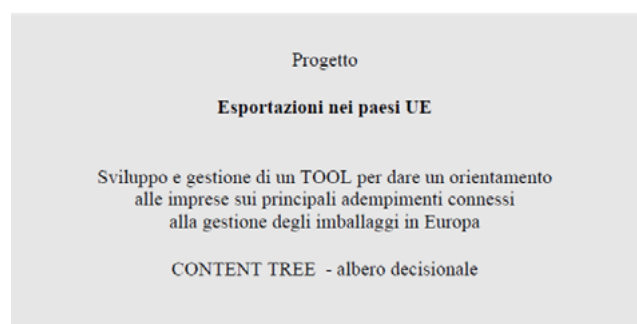 Progetto
Esportazioni nei paesi UE
Sviluppo e gestione di un TOOL per dare un orientamento
alle imprese sui principali adempimenti connessi
alla gestione degli imballaggi in Europa
CONTENT TREE - albero decisionale